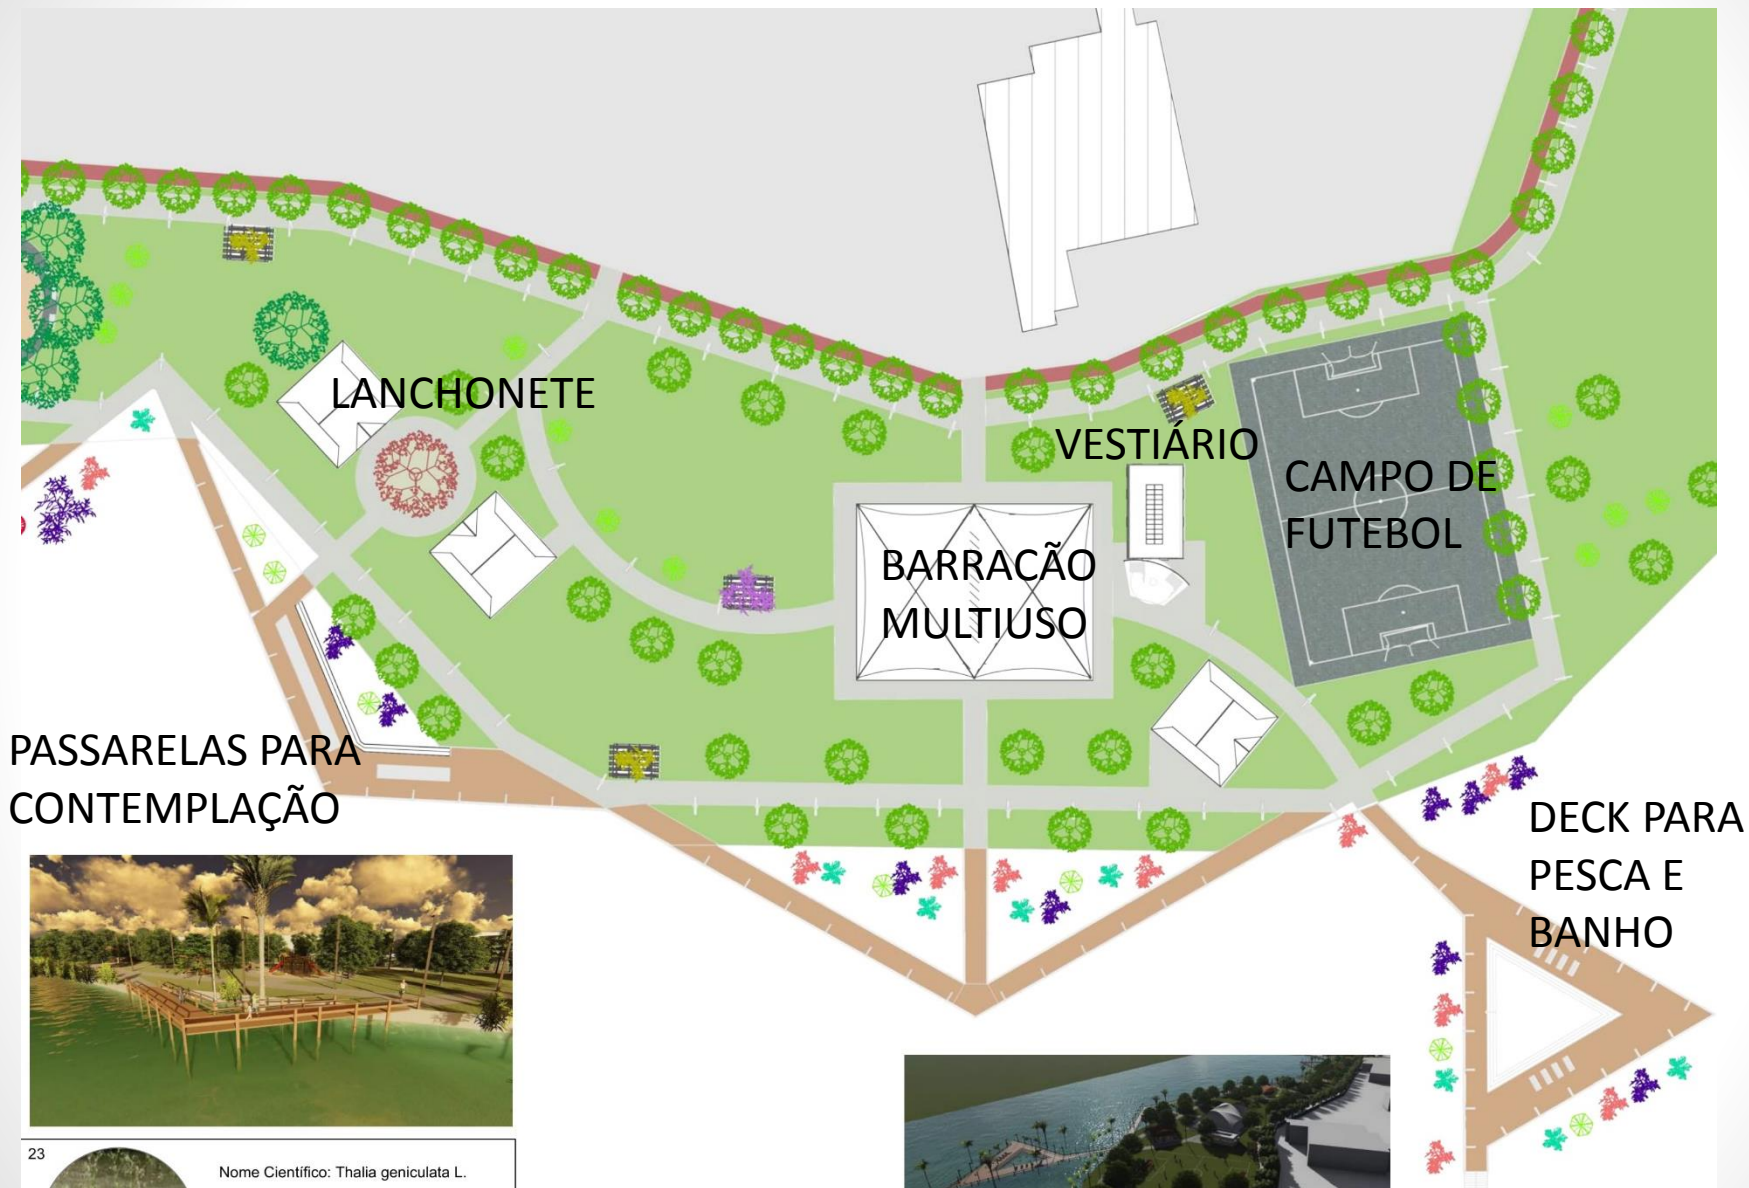 LANCHONETE
VESTIÁRIO
CAMPO DE
FUTEBOL
BARRACÃO
MULTIUSO
PASSARELAS PARA
CONTEMPLAÇÃO
DECK PARA
PESCA E
BANHO
23
Nome Científico: Thalia geniculata L.